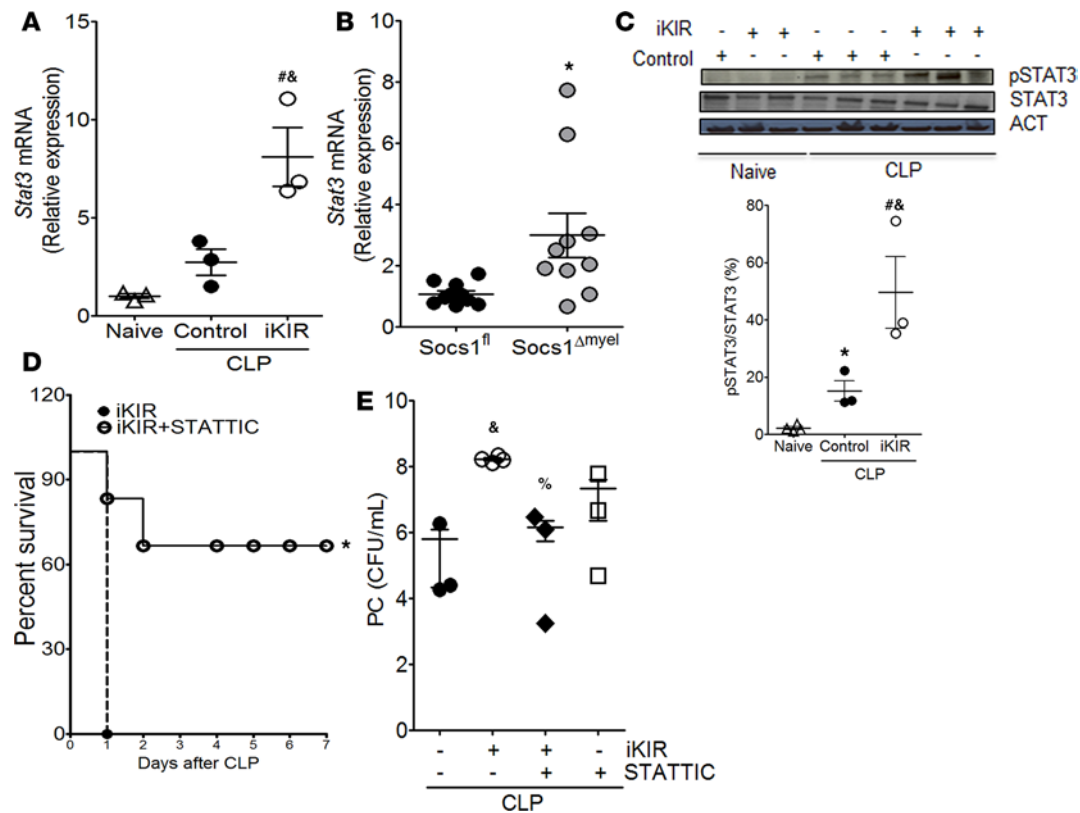 A
Stat3 mRNA
(Relative expression)
15
10
5
0
#&
Naive Control iKIR
CLP
B
Stat3 mRNA
(Relative expression)
10
8
6
4
2
0
*
Socs1fl Socs1Δmyel
C
iKIR - + + - - - + + +
Control + - - + + + - - -
pSTAT3
STAT3
ACT
Naive CLP
pSTAT3/STAT3 (%)
80
60
40
20
0
*
#&
Naive Control iKIR
CLP
D
Percent survival
120
90
60
30
0
iKIR
iKIR+STATTIC
*
0 1 2 3 4 5 6 7
Days after CLP
E
PC (CFU/mL)
10
8
6
4
2
0
&
%
- + + - iKIR
- - + + STATTIC
CLP